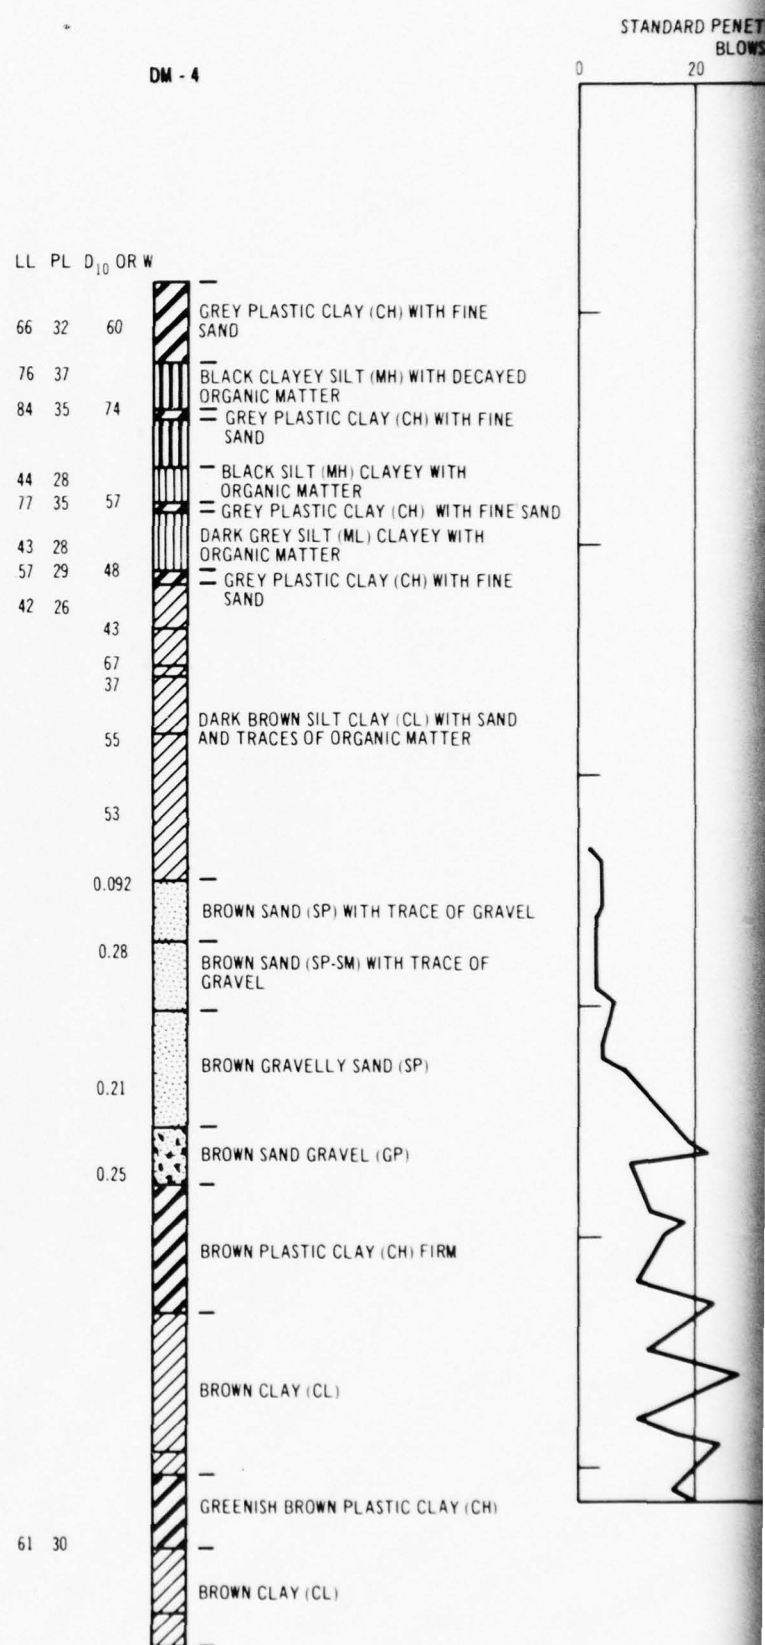 STANDARD PENET
BLOWS
DM - 4
0 20
LL PL D10 OR W
GREY PLASTIC CLAY (CH) WITH FINE
SAND
66 32 60
76 37
BLACK CLAYEY SILT (MH) WITH DECAYED
ORGANIC MATTER
84 35 74
GREY PLASTIC CLAY (CH) WITH FINE
SAND
44 28
BLACK SILT (MH) CLAYEY WITH
ORGANIC MATTER
77 35 57
GREY PLASTIC CLAY (CH) WITH FINE SAND
DARK GREY SILT (ML) CLAYEY WITH
ORGANIC MATTER
43 28
57 29 48
GREY PLASTIC CLAY (CH) WITH FINE
SAND
42 26
43
67
37
DARK BROWN SILT CLAY (CL) WITH SAND
AND TRACES OF ORGANIC MATTER
55
53
0.092
BROWN SAND (SP) WITH TRACE OF GRAVEL
0.28
BROWN SAND (SP-SM) WITH TRACE OF
GRAVEL
BROWN GRAVELLY SAND (SP)
0.21
BROWN SAND GRAVEL (GP)
0.25
BROWN PLASTIC CLAY (CH) FIRM
BROWN CLAY (CL)
GREENISH BROWN PLASTIC CLAY (CH)
61 30
BROWN CLAY (CL)